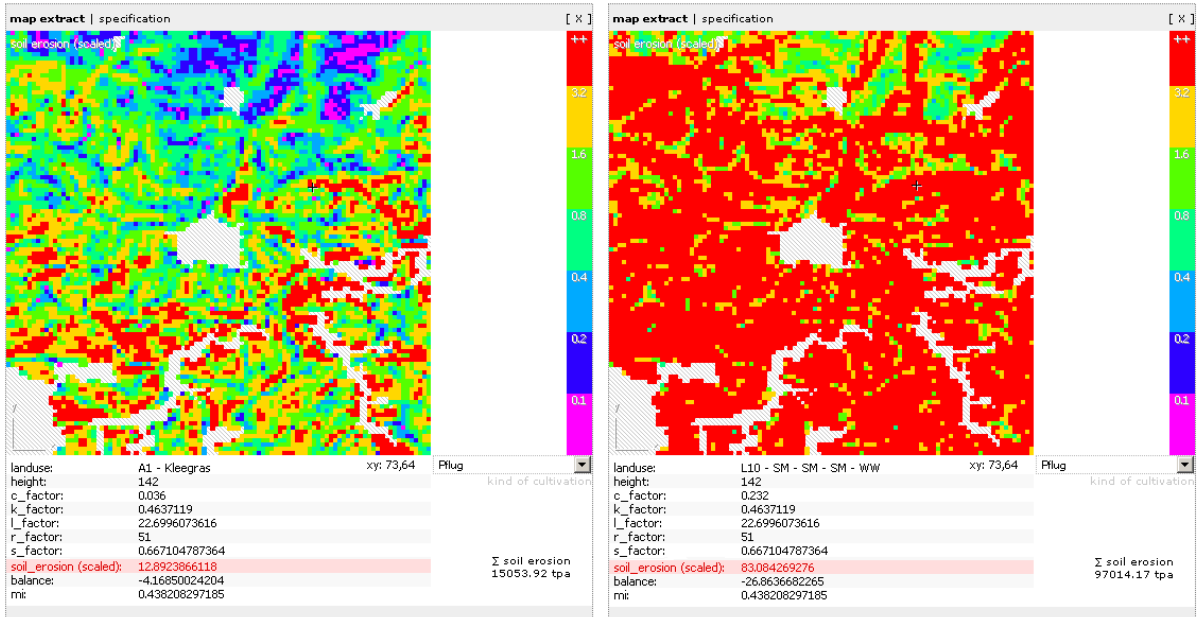 map extract | specification [ X ]
soil erosion (scaled)
++
3.2
1.6
0.8
0.4
0.2
0.1
y
landuse: A1 - Kleegras xy: 73,64 Pflug
height: 142 kind of cultivation
c_factor: 0.036
k_factor: 0.4637119
l_factor: 22.6996073616
r_factor: 51
s_factor: 0.667104787364
soil_erosion (scaled): 12.8923866118
balance: -4.16850024204
mi: 0.438208297185
Σ soil erosion
15053.92 tpa
map extract | specification [ X ]
soil erosion (scaled)
++
3.2
1.6
0.8
0.4
0.2
0.1
y
landuse: L10 - SM - SM - SM - WW xy: 73,64 Pflug
height: 142 kind of cultivation
c_factor: 0.232
k_factor: 0.4637119
l_factor: 22.6996073616
r_factor: 51
s_factor: 0.667104787364
soil_erosion (scaled): 83.084269276
balance: -26.8636682265
mi: 0.438208297185
Σ soil erosion
97014.17 tpa